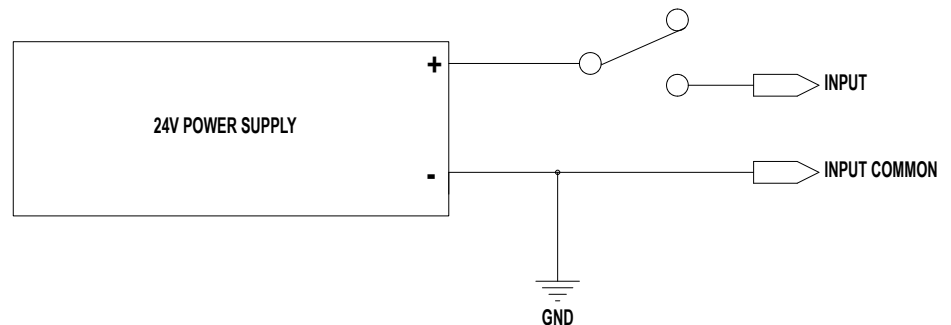 +
24V POWER SUPPLY
INPUT
-
INPUT COMMON
GND